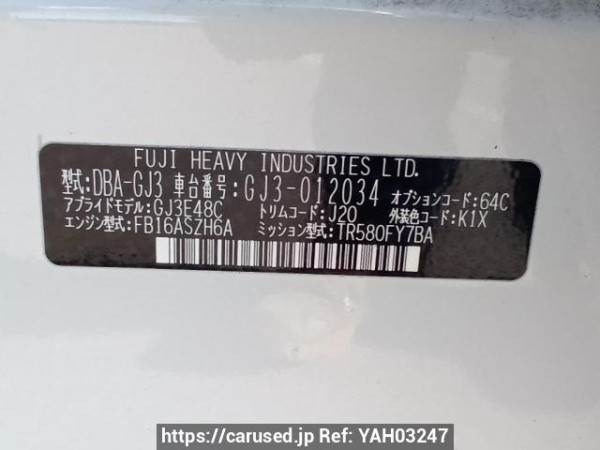 FUJI HEAVY INDUSTRIES LTD.
型式:DBA-GJ3 車台番号:GJ3-012034 オプションコード:64C
アプライドモデル:GJ3E48C トリムコード:J20 外装色コード:K1X
エンジン型式:FB16ASZH6A ミッション型式:TR580FY7BA
https://carused.jp Ref: YAH03247